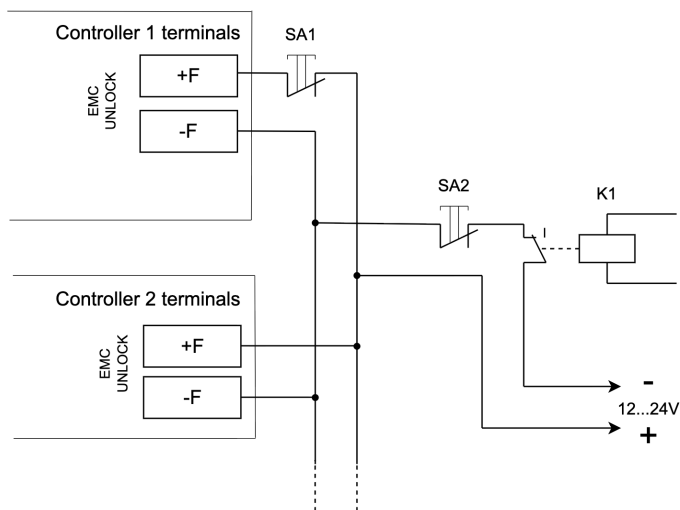 Controller 1 terminals
SA1
EMC
UNLOCK
+F
-F
SA2
K1
Controller 2 terminals
EMC
UNLOCK
+F
-F
-
12...24V
+